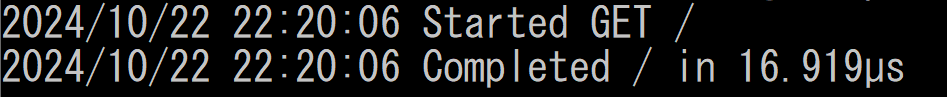 2024/10/22 22:20:06 Started GET /
2024/10/22 22:20:06 Completed / in 16.919µs